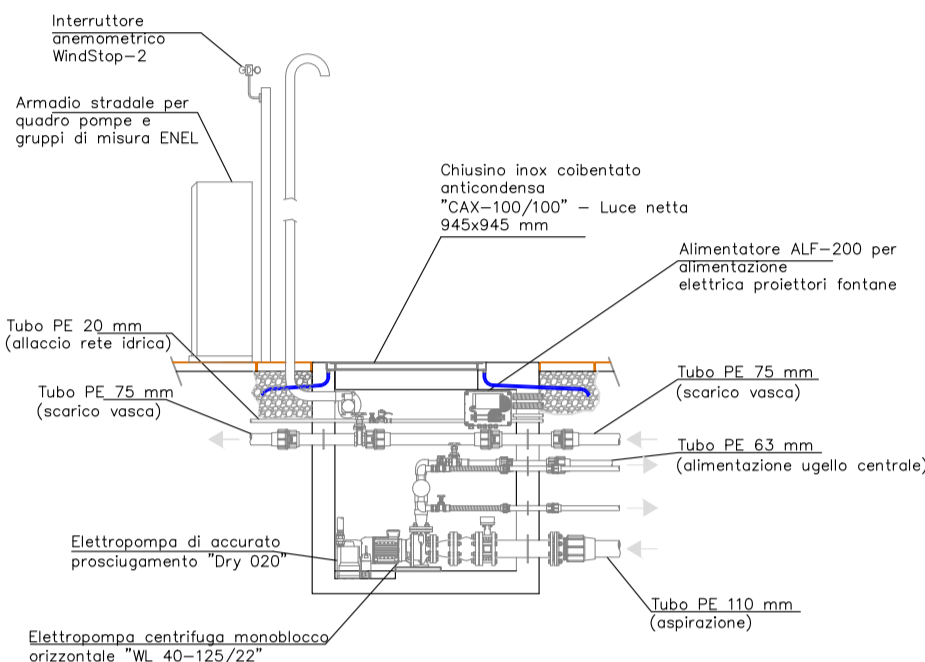 Interruttore
anemometrico
WindStop-2
Armadio stradale per
quadro pompe e
gruppi di misura ENEL
Chiusino inox coibentato
anticondensa
"CAX-100/100" - Luce netta
945x945 mm
Alimentatore ALF-200 per
alimentazione
elettrica proiettori fontane
Tubo PE 20 mm
(allaccio rete idrica)
Tubo PE 75 mm
(scarico vasca)
Tubo PE 75 mm
(scarico vasca)
Tubo PE 63 mm
(alimentazione ugello centrale)
Elettropompa di accurato
prosciugamento "Dry 020"
Tubo PE 110 mm
(aspirazione)
Elettropompa centrifuga monoblocco
orizzontale "WL 40-125/22"